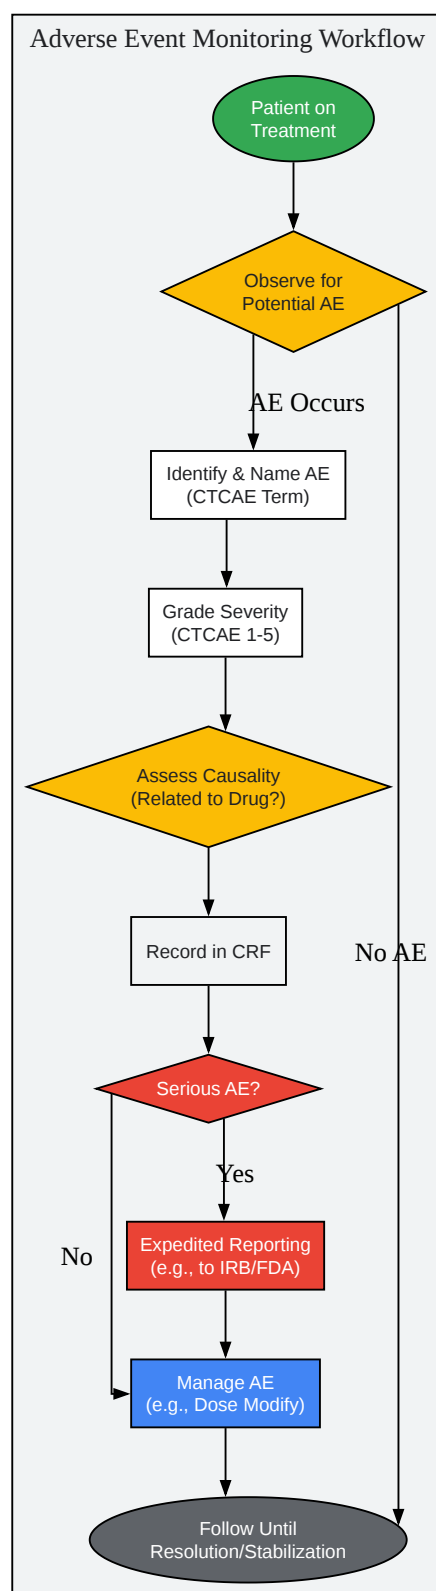 Adverse Event Monitoring Workflow
Patient on
Treatment
Observe for
Potential AE
AE Occurs
Identify & Name AE
(CTCAE Term)
Grade Severity
(CTCAE 1-5)
Assess Causality
(Related to Drug?)
Record in CRF
No AE
Serious AE?
Yes
Expedited Reporting
(e.g., to IRB/FDA)
No
Manage AE
(e.g., Dose Modify)
Follow Until
Resolution/Stabilization